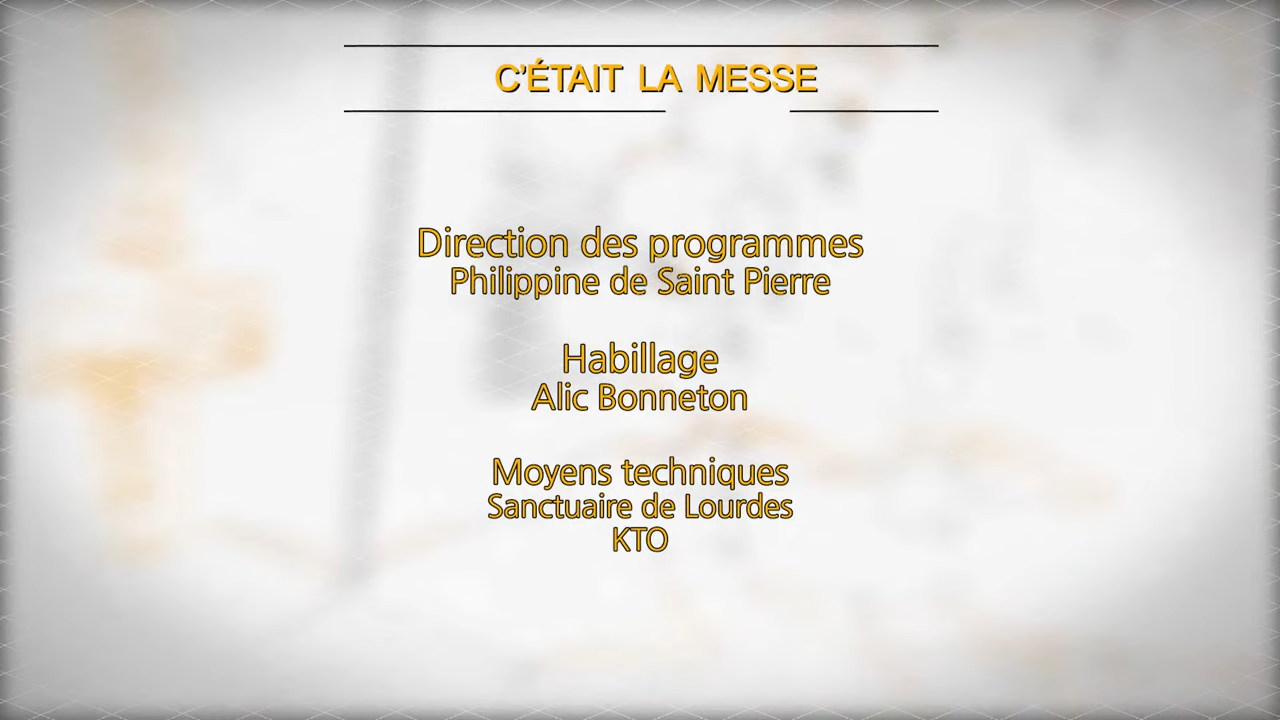 C'ÉTAIT LA MESSE
Direction des programmes
Philippine de Saint Pierre
Habillage
Alic Bonneton
Moyens techniques
Sanctuaire de Lourdes
KTO